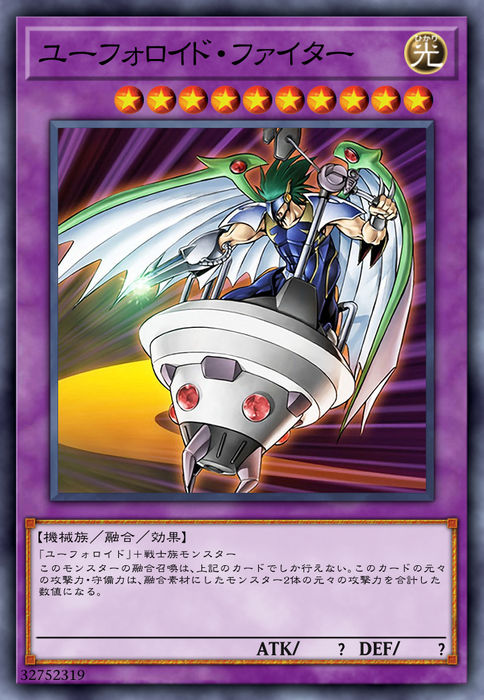 ユーフォロイド・ファイター
光
ひかり
【機械族／融合／効果】
「ユーフォロイド」＋戦士族モンスター
このモンスターの融合召喚は、上記のカードでしか行えない。このカードの元々
の攻撃力・守備力は、融合素材にしたモンスター2体の元々の攻撃力を合計した
数値になる。
ATK/ ? DEF/ ?
32752319